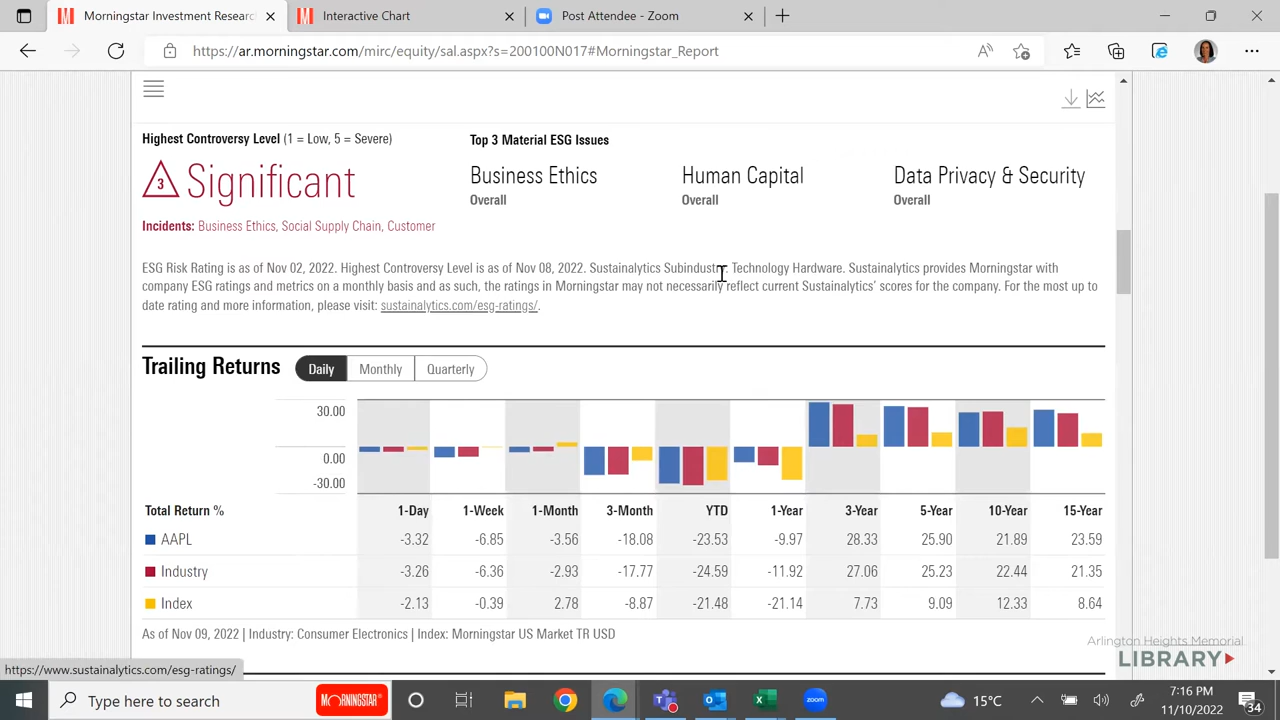 Morningstar Investment Resear
Interactive Chart
Post Attendee - Zoom
https://ar.morningstar.com/mirc/equity/sal.aspx?s=200100N017#Morningstar_Report
Highest Controversy Level (1 = Low, 5 = Severe)
Top 3 Material ESG Issues
3 Significant
Business Ethics Human Capital Data Privacy & Security
Overall Overall Overall
Incidents: Business Ethics, Social Supply Chain, Customer
ESG Risk Rating is as of Nov 02, 2022. Highest Controversy Level is as of Nov 08, 2022. Sustainalytics Subindustry: Technology Hardware. Sustainalytics provides Morningstar with
company ESG ratings and metrics on a monthly basis and as such, the ratings in Morningstar may not necessarily reflect current Sustainalytics' scores for the company. For the most up to
date rating and more information, please visit: sustainalytics.com/esg-ratings/.
Trailing Returns Daily Monthly Quarterly
30.00
0.00
-30.00
Total Return % 1-Day 1-Week 1-Month 3-Month YTD 1-Year 3-Year 5-Year 10-Year 15-Year
AAPL -3.32 -6.85 -3.56 -18.08 -23.53 -9.97 28.33 25.90 21.89 23.59
Industry -3.26 -6.36 -2.93 -17.77 -24.59 -11.92 27.06 25.23 22.44 21.35
Index -2.13 -0.39 2.78 -8.87 -21.48 -21.14 7.73 9.09 12.33 8.64
As of Nov 09, 2022 | Industry: Consumer Electronics | Index: Morningstar US Market TR USD
Arlington Heights Memorial
LIBRARY
https://www.sustainalytics.com/esg-ratings/
Type here to search
MORNINGSTAR
15°C
7:16 PM
11/10/2022
34